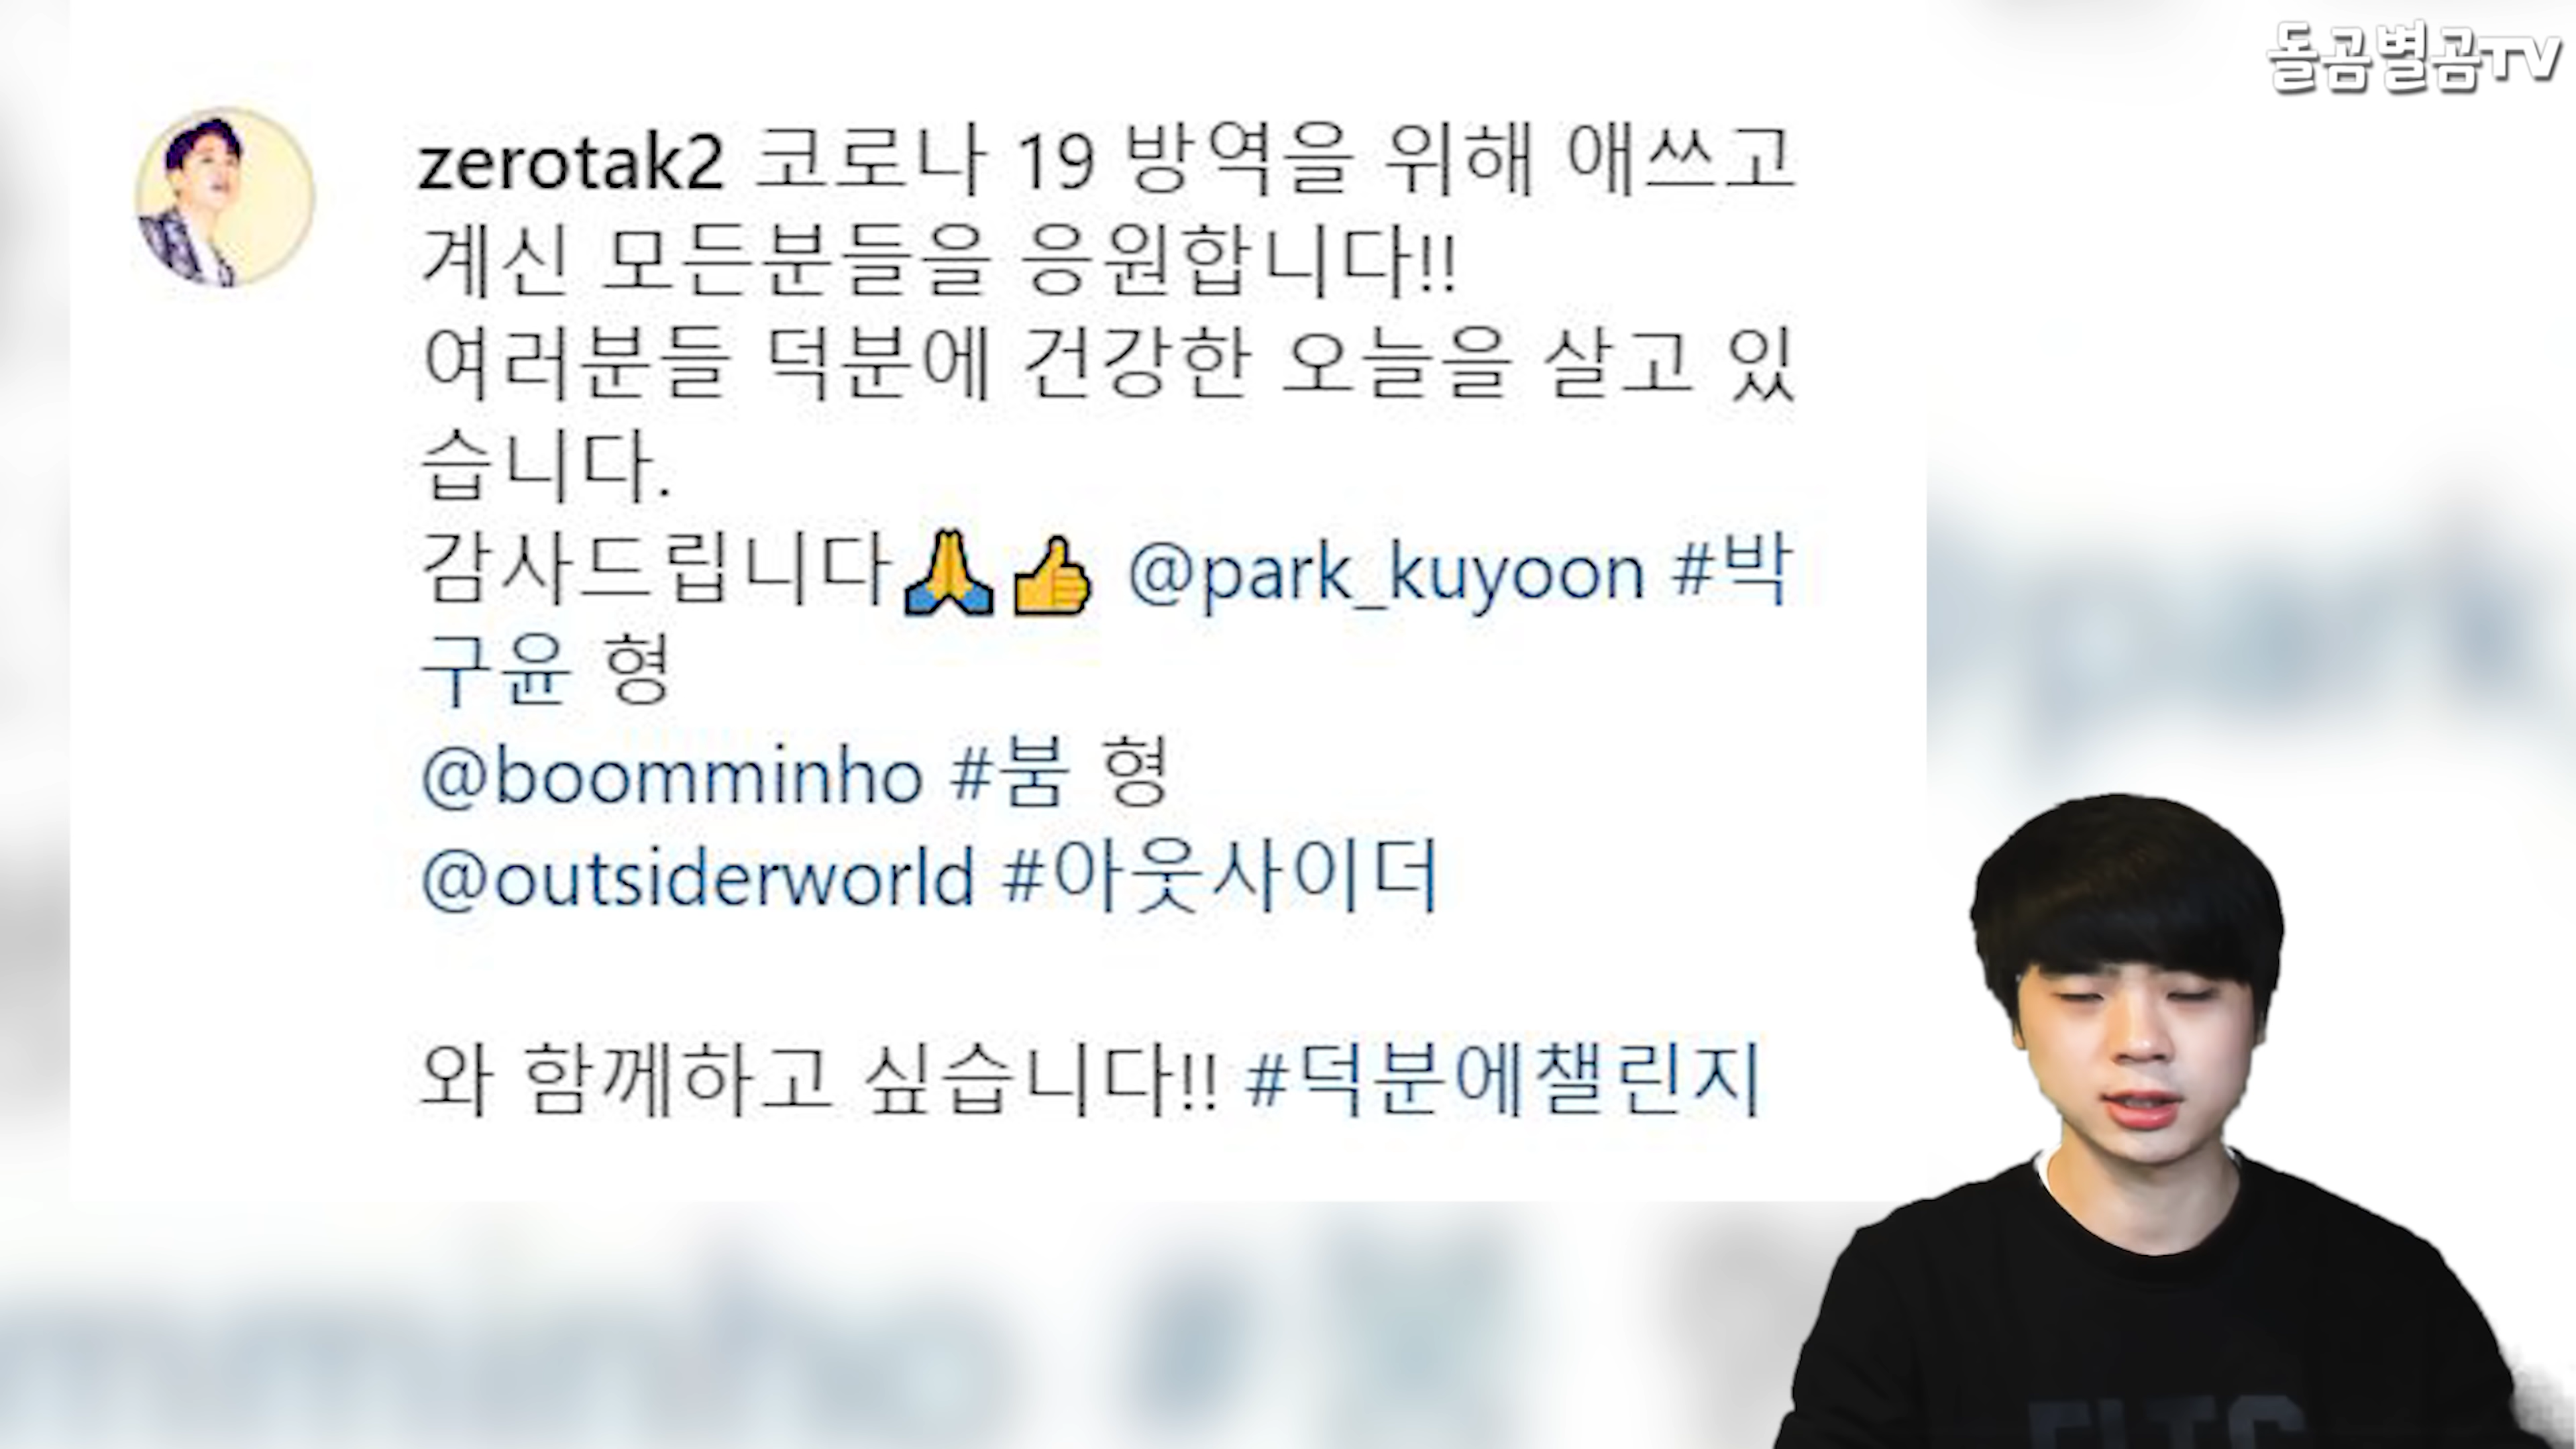 돌곰별곰TV
zerotak2 코로나 19 방역을 위해 애쓰고
계신 모든분들을 응원합니다!!
여러분들 덕분에 건강한 오늘을 살고 있
습니다.
감사드립니다🙏👍 @park_kuyoon #박
구윤 형
@boomminho #붐 형
@outsiderworld #아웃사이더
와 함께하고 싶습니다!! #덕분에챌린지